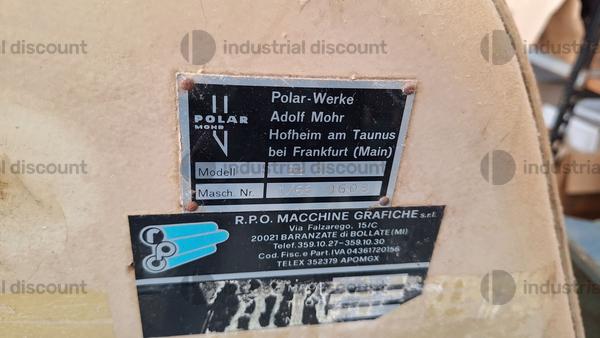 industrial discount
POLAR
MOHR
Polar-Werke
Adolf Mohr
Hofheim am Taunus
bei Frankfurt (Main)
Modell
Masch. Nr.
rpo
R.P.O. MACCHINE GRAFICHE s.r.l.
Via Falzarego, 15/C
20021 BARANZATE di BOLLATE (MI)
Telef. 359.10.27-359.10.30
Cod. Fisc. e Part. IVA 04361720156
TELEX 352379 APOMGX